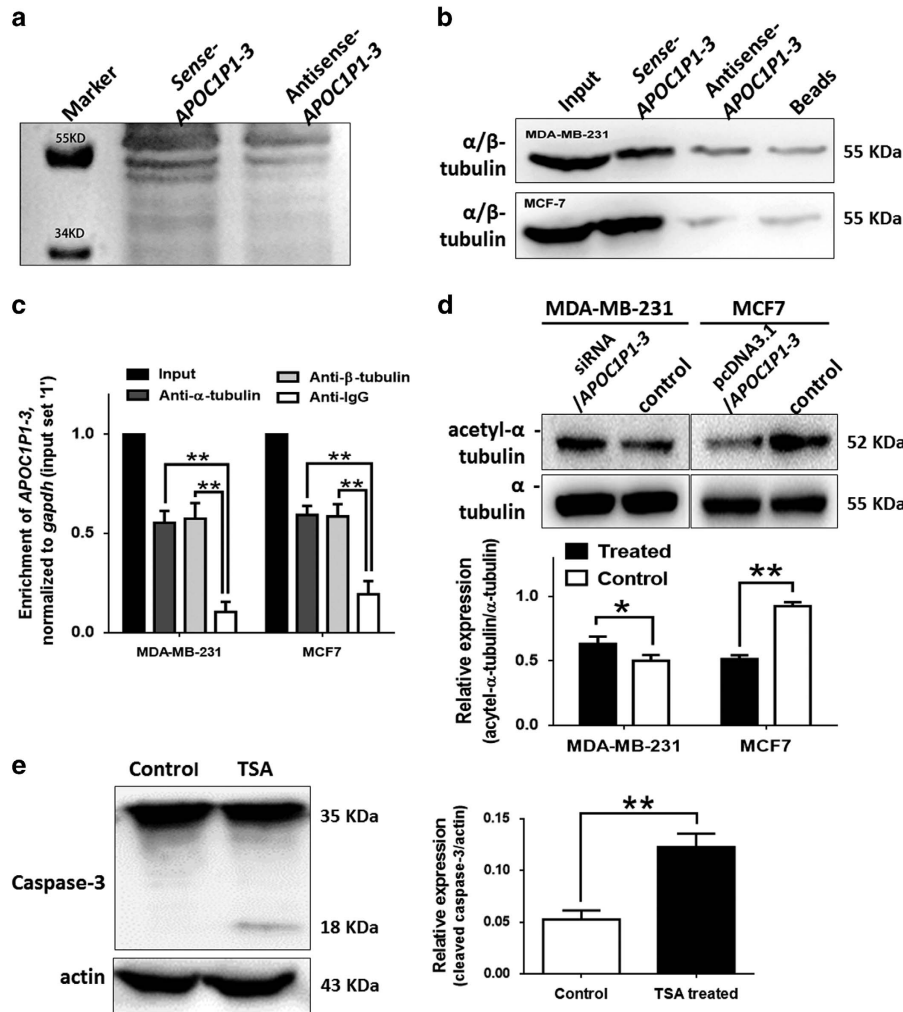 a
Marker
Sense-
APOC1P1-3
Antisense-
APOC1P1-3
55KD
34KD
b
Input
Sense-
APOC1P1-3
Antisense-
APOC1P1-3
Beads
α/β-
tubulin
MDA-MB-231
55 KDa
α/β-
tubulin
MCF-7
55 KDa
c
Input
Anti-α-tubulin
Anti-β-tubulin
Anti-IgG
Enrichment of APOC1P1-3,
normalized to gapdh (input set '1')
1.0
0.5
0.0
**
**
**
**
MDA-MB-231
MCF7
d
MDA-MB-231
MCF7
siRNA
/APOC1P1-3
control
pcDNA3.1
/APOC1P1-3
control
acetyl-α -
tubulin
52 KDa
α -
tubulin
55 KDa
Treated
Control
Relative expression
(acytel-α-tubulin/α-tubulin)
1.0
0.5
0.0
*
**
MDA-MB-231
MCF7
e
Control
TSA
Caspase-3
35 KDa
18 KDa
actin
43 KDa
Relative expression
(cleaved caspase-3/actin)
0.15
0.10
0.05
0.00
**
Control
TSA treated